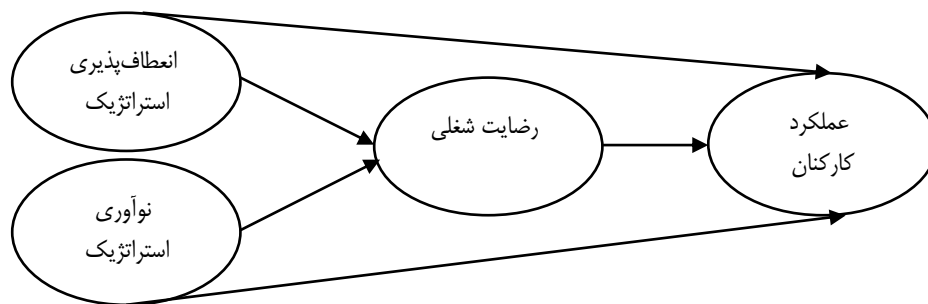 انعطاف‌پذیری
استراتژیک
رضایت شغلی
عملکرد
کارکنان
نوآوری
استراتژیک